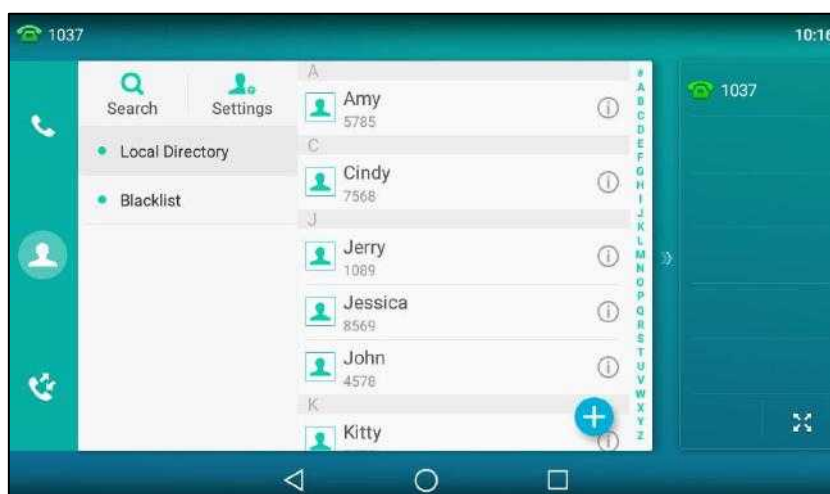 1037
10:16
Search
Settings
Local Directory
Blacklist
A
Amy
5785
C
Cindy
7568
J
Jerry
1089
Jessica
8569
John
4578
K
Kitty
#
A
B
C
D
E
F
G
H
I
J
K
L
M
N
O
P
Q
R
S
T
U
V
W
X
Y
Z
1037